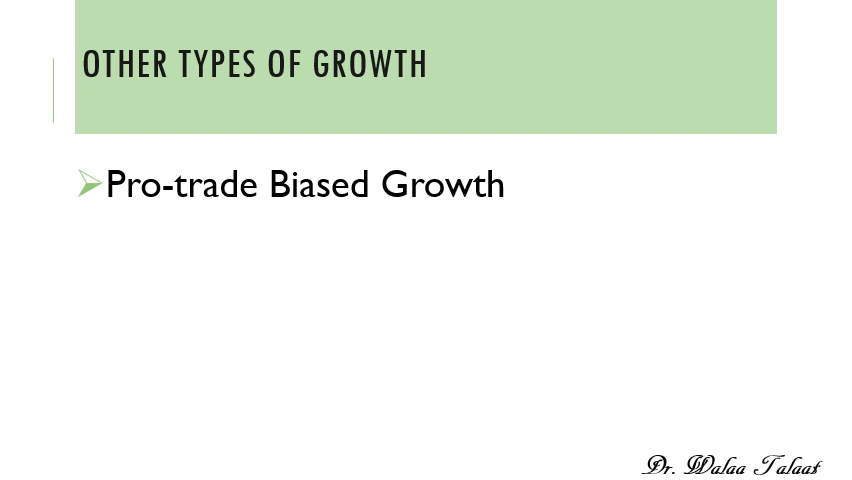 OTHER TYPES OF GROWTH
Pro-trade Biased Growth
Dr. Walaa Talaat